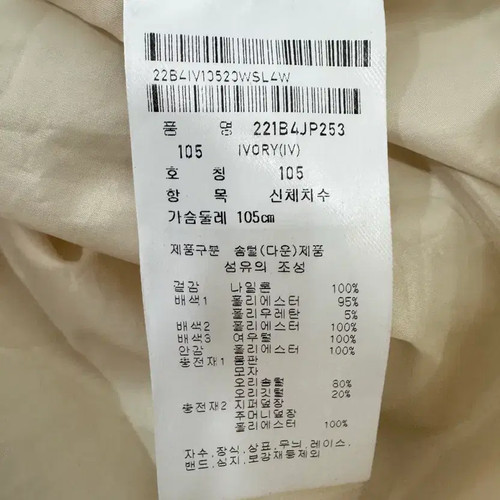 22B4IV10520WSL4W
품 명 221B4JP253
105 IVORY(IV)
호 칭 105
항 목 신체치수
가슴둘레 105cm
제품구분 솜털(다운)제품
섬유의 조성
겉감 나일론 100%
배색1 폴리에스터 95%
폴리우레탄 5%
배색2 폴리에스터 100%
배색3 여우털 100%
안감 폴리에스터 100%
충전재1 몸판
모자
오리솜털 80%
오리깃털 20%
충전재2 지퍼덮장
주머니덮장
폴리에스터 100%
자수.장식.상표.무늬.레이스.
밴드.심지.보강재통제외